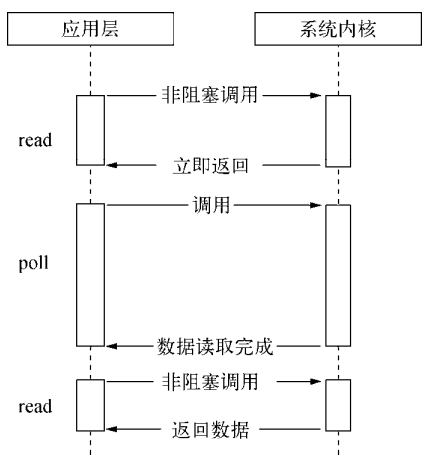 应用层
系统内核
非阻塞调用
read
立即返回
调用
poll
数据读取完成
非阻塞调用
read
返回数据